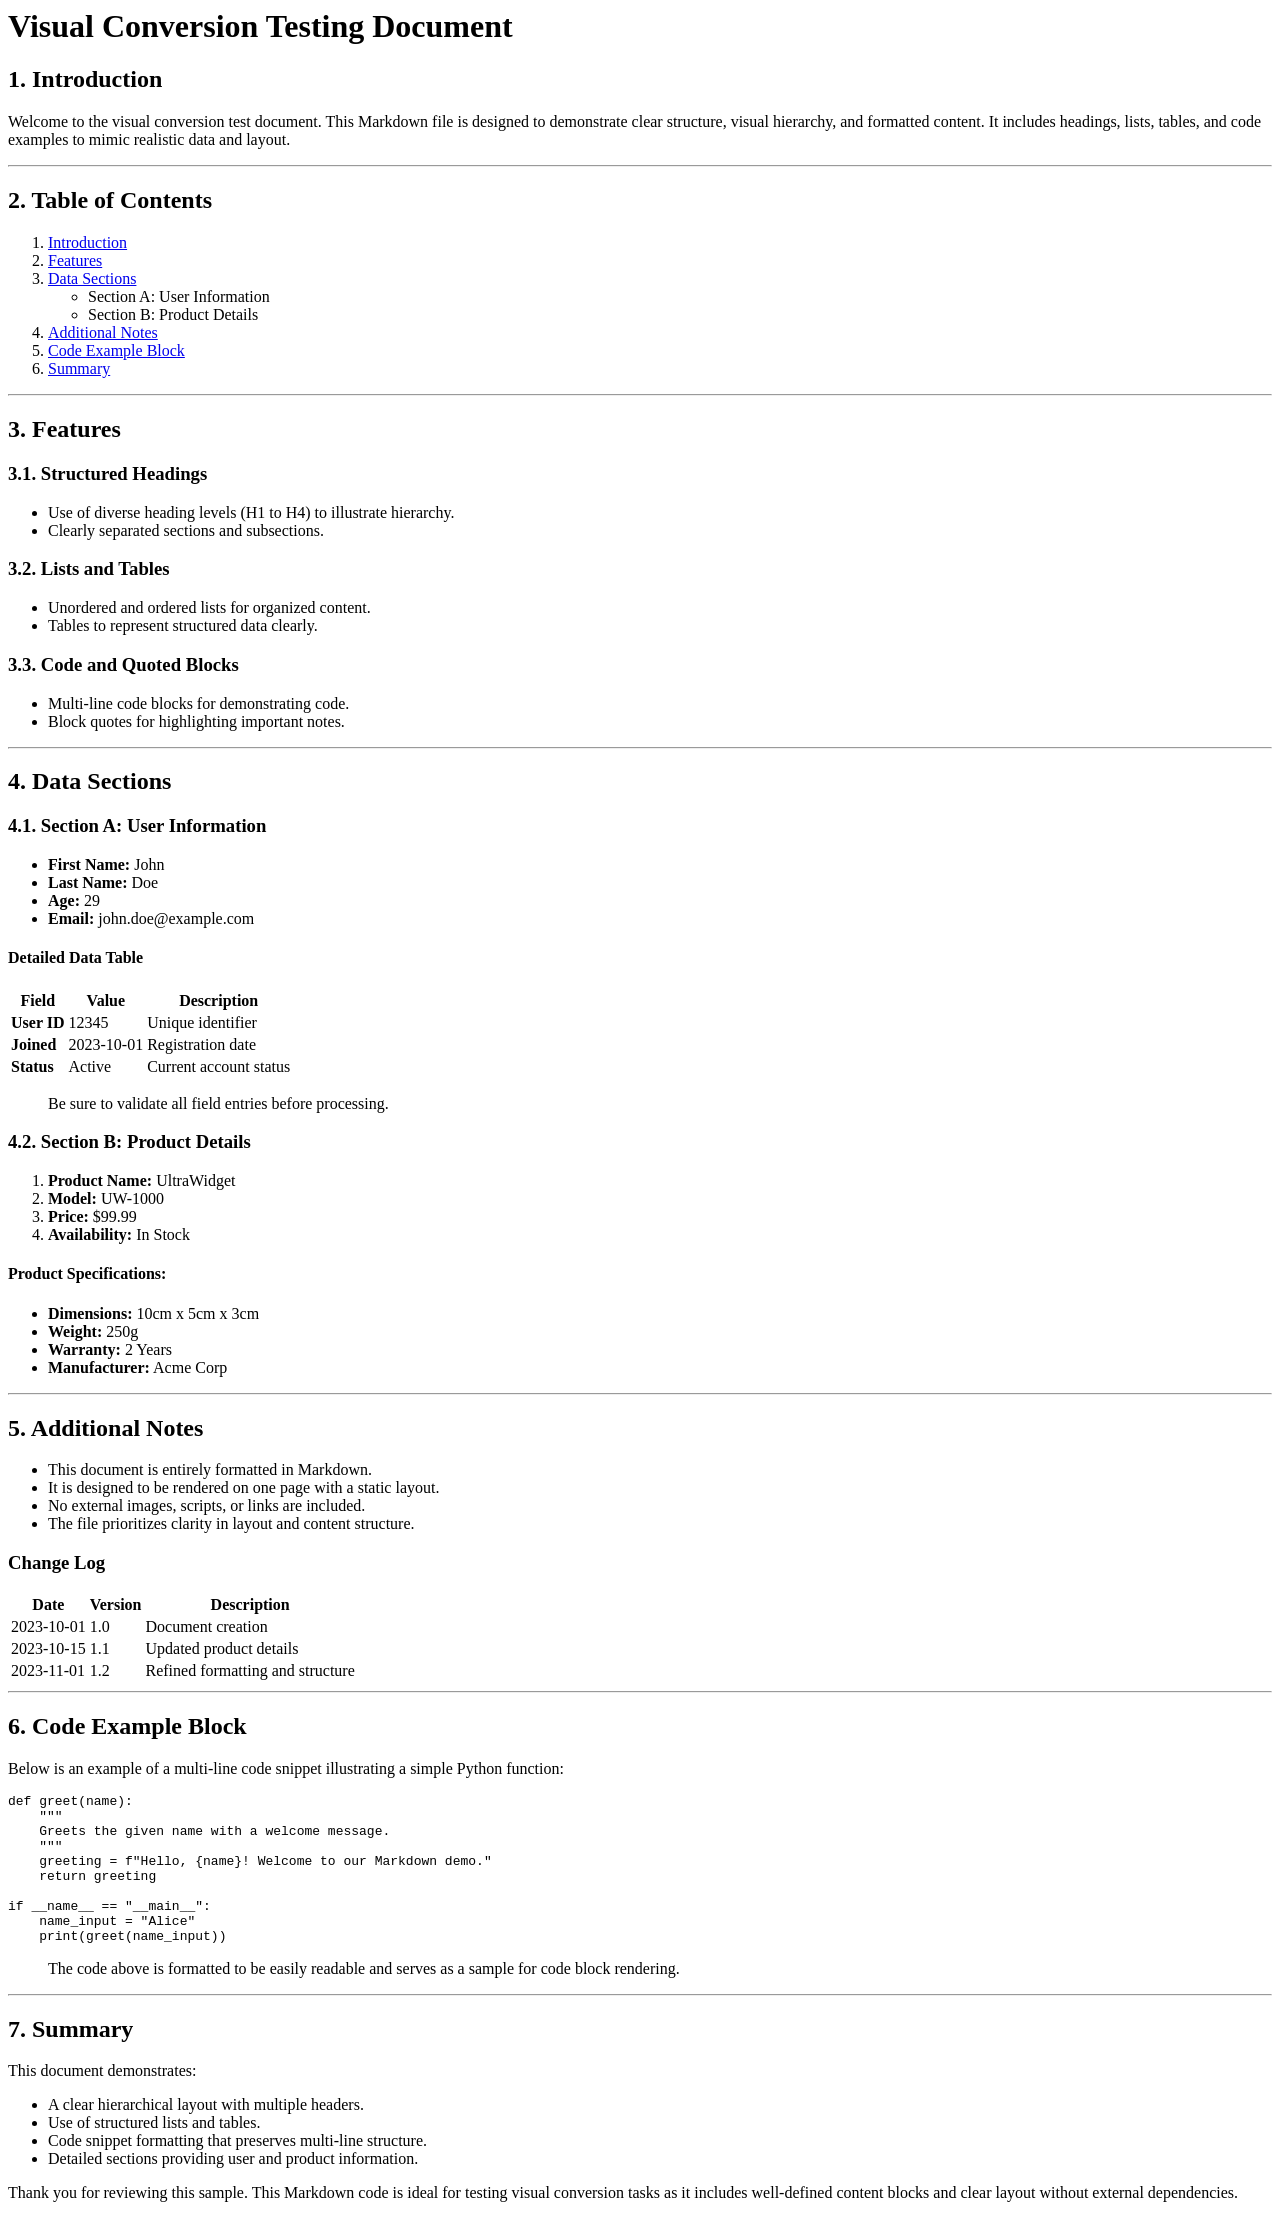 Visual Conversion Testing Document
1. Introduction
Welcome to the visual conversion test document. This Markdown file is designed to demonstrate clear structure, visual hierarchy, and formatted content. It includes headings, lists, tables, and code
examples to mimic realistic data and layout.
2. Table of Contents
1. Introduction
2. Features
3. Data Sections
Section A: User Information
Section B: Product Details
4. Additional Notes
5. Code Example Block
6. Summary
3. Features
3.1. Structured Headings
Use of diverse heading levels (H1 to H4) to illustrate hierarchy.
Clearly separated sections and subsections.
3.2. Lists and Tables
Unordered and ordered lists for organized content.
Tables to represent structured data clearly.
3.3. Code and Quoted Blocks
Multi-line code blocks for demonstrating code.
Block quotes for highlighting important notes.
4. Data Sections
4.1. Section A: User Information
First Name: John
Last Name: Doe
Age: 29
Email: john.doe@example.com
Detailed Data Table
Field Value Description
User ID 12345 Unique identifier
Joined 2023-10-01 Registration date
Status Active Current account status
Be sure to validate all field entries before processing.
4.2. Section B: Product Details
1. Product Name: UltraWidget
2. Model: UW-1000
3. Price: $99.99
4. Availability: In Stock
Product Specifications:
Dimensions: 10cm x 5cm x 3cm
Weight: 250g
Warranty: 2 Years
Manufacturer: Acme Corp
5. Additional Notes
This document is entirely formatted in Markdown.
It is designed to be rendered on one page with a static layout.
No external images, scripts, or links are included.
The file prioritizes clarity in layout and content structure.
Change Log
Date Version Description
2023-10-01 1.0 Document creation
2023-10-15 1.1 Updated product details
2023-11-01 1.2 Refined formatting and structure
6. Code Example Block
Below is an example of a multi-line code snippet illustrating a simple Python function:
def greet(name):
    """
    Greets the given name with a welcome message.
    """
    greeting = f"Hello, {name}! Welcome to our Markdown demo."
    return greeting
if __name__ == "__main__":
    name_input = "Alice"
    print(greet(name_input))
The code above is formatted to be easily readable and serves as a sample for code block rendering.
7. Summary
This document demonstrates:
A clear hierarchical layout with multiple headers.
Use of structured lists and tables.
Code snippet formatting that preserves multi-line structure.
Detailed sections providing user and product information.
Thank you for reviewing this sample. This Markdown code is ideal for testing visual conversion tasks as it includes well-defined content blocks and clear layout without external dependencies.